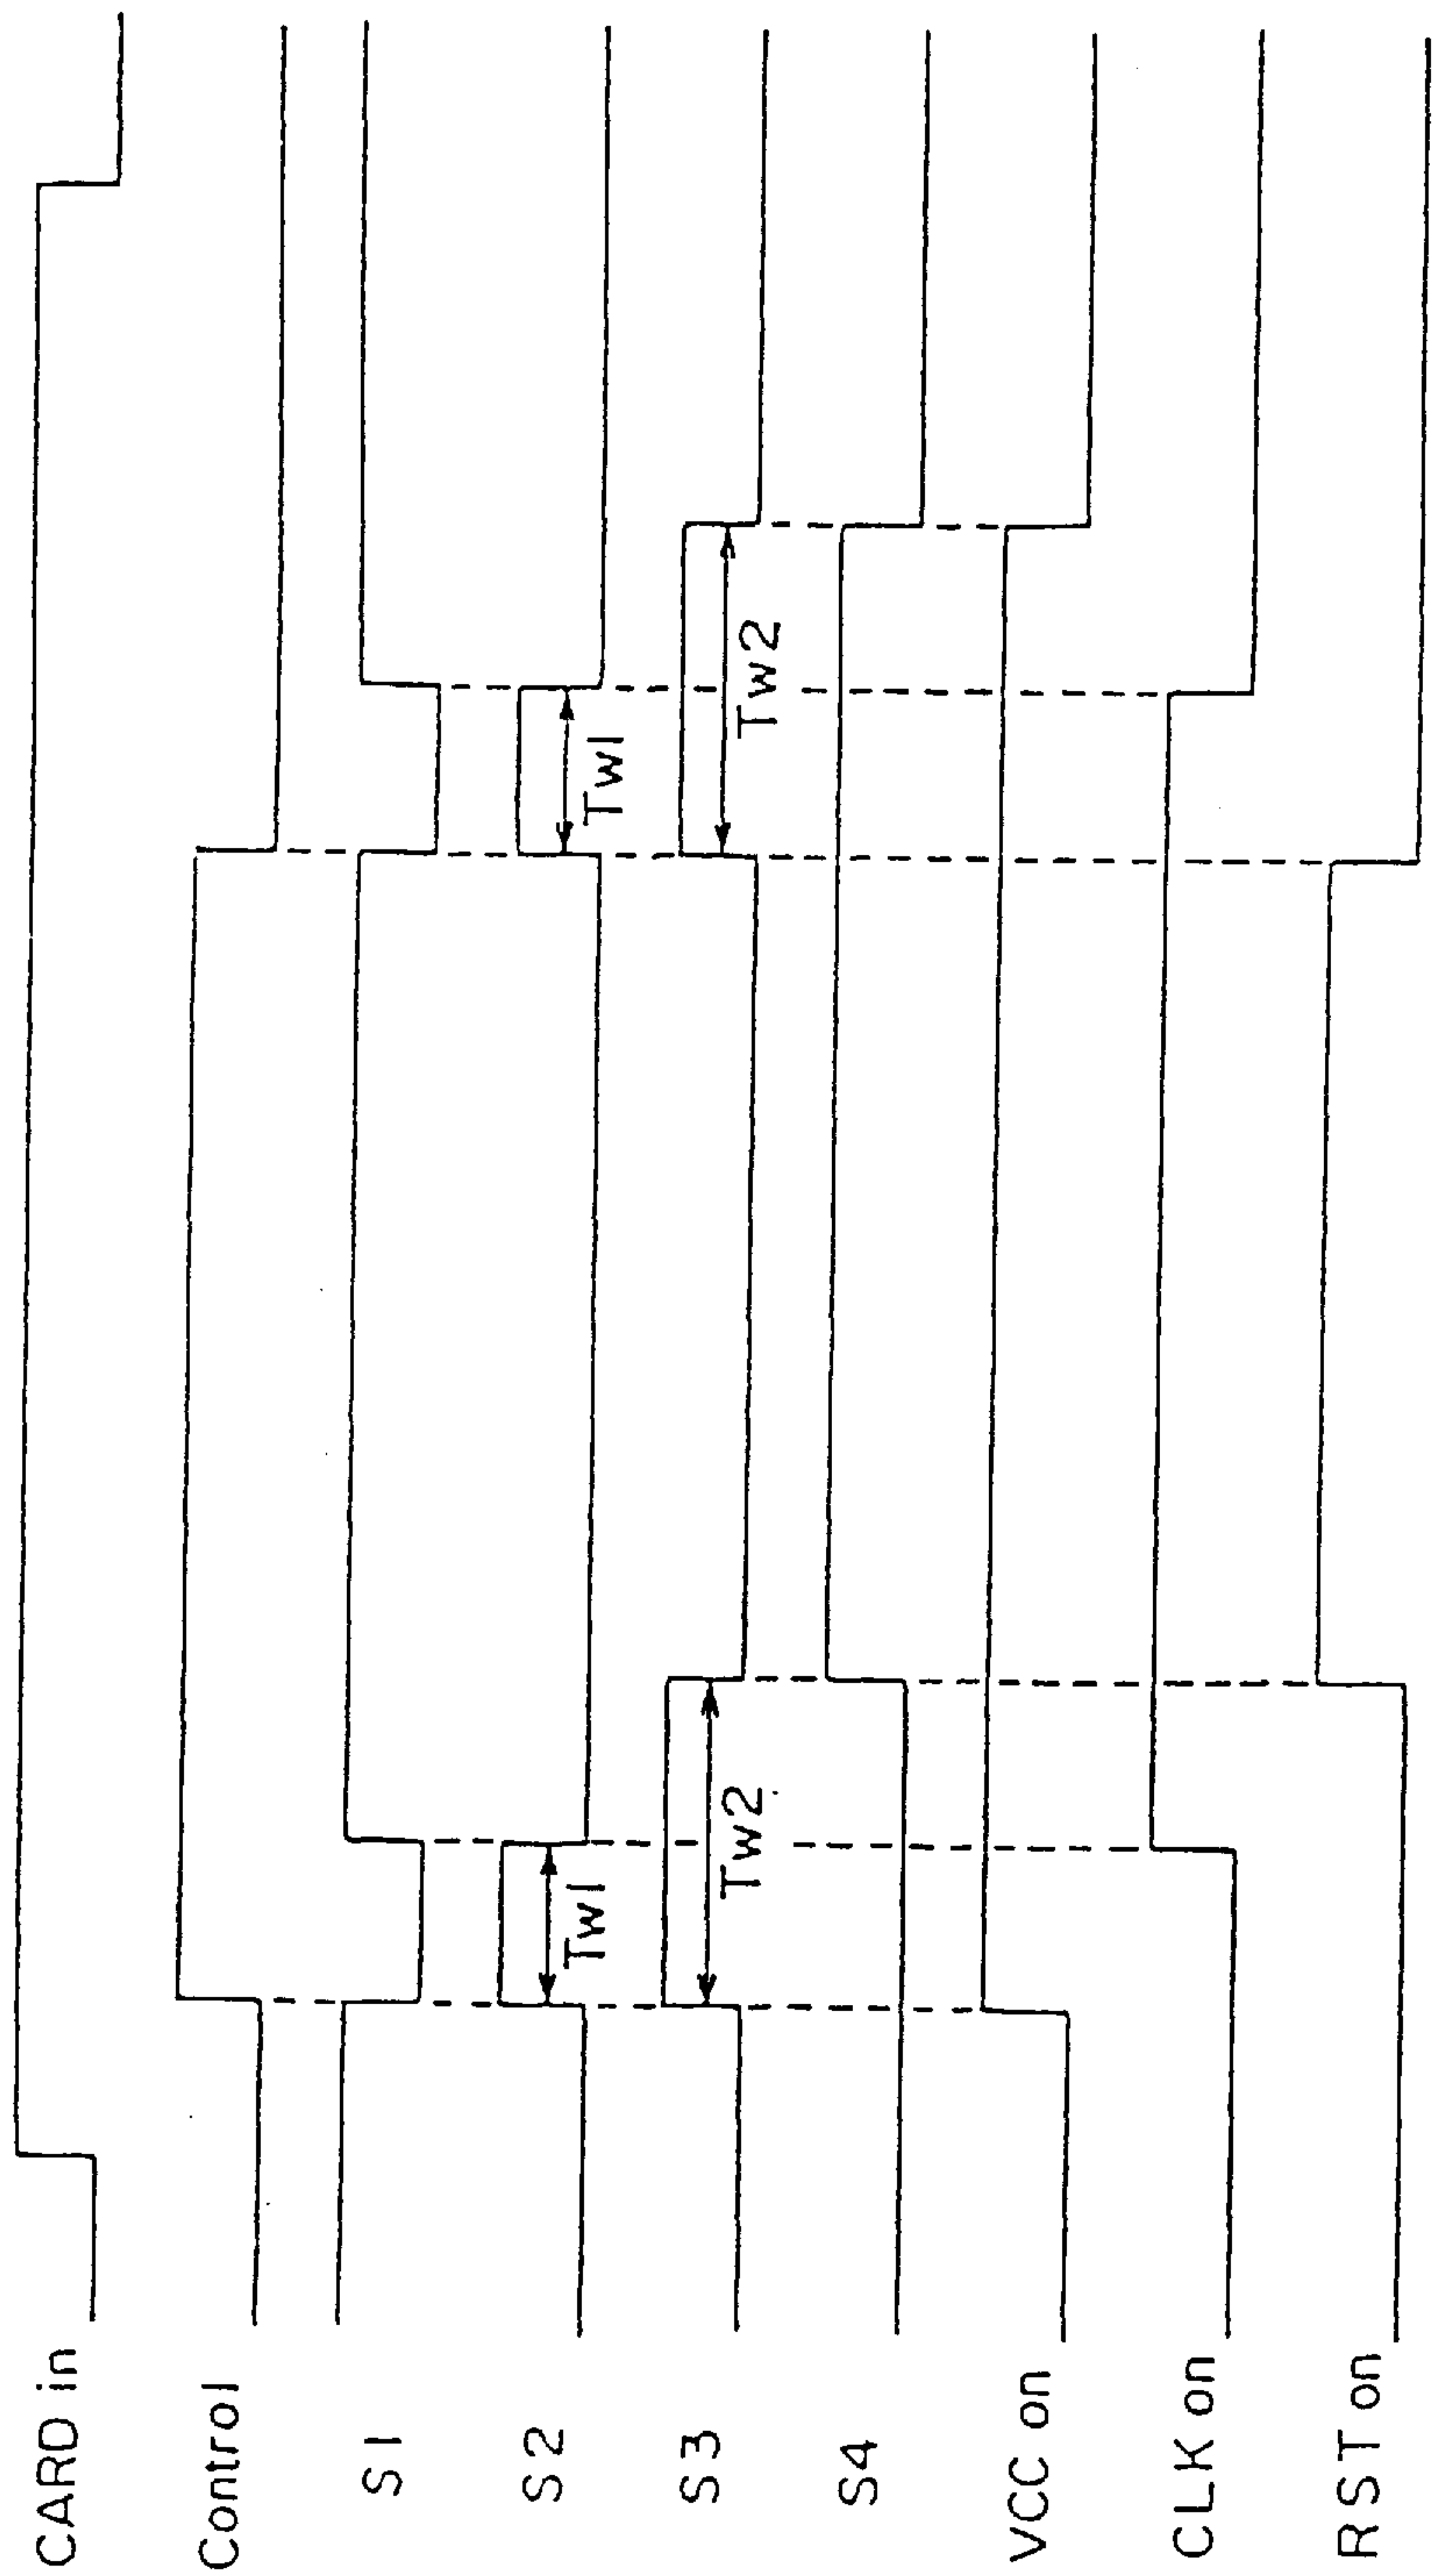 CARD in
Control
S1
S2
Tw1
Tw1
S3
Tw2
Tw2
S4
VCC on
CLK on
RST on